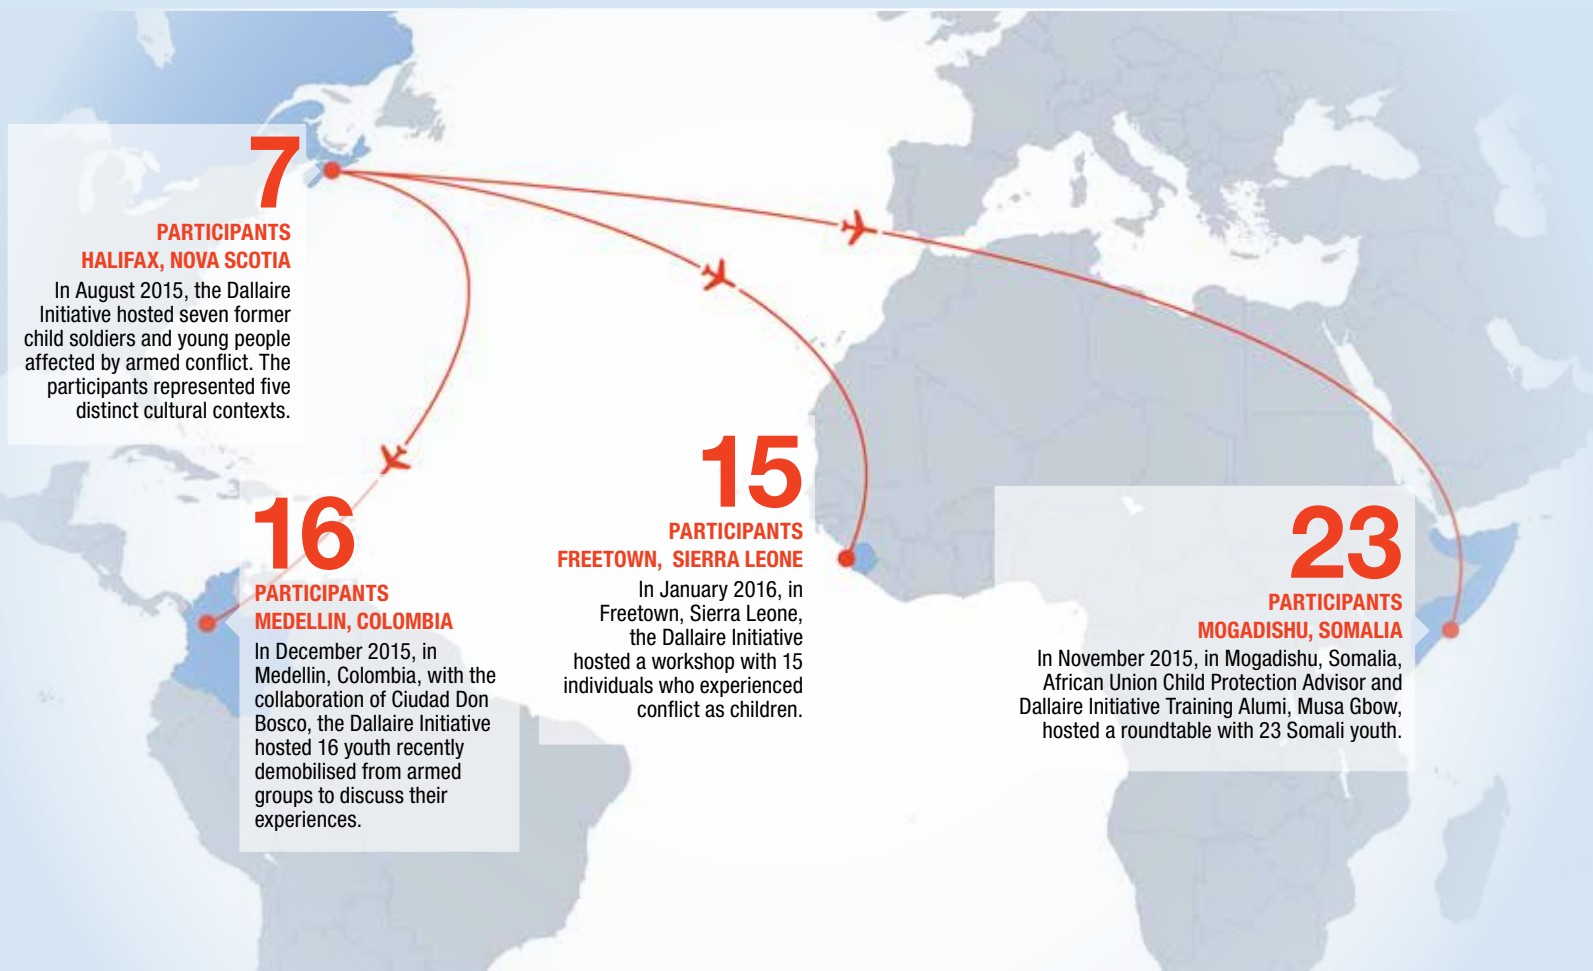 7
PARTICIPANTS
HALIFAX, NOVA SCOTIA
In August 2015, the Dallaire
Initiative hosted seven former
child soldiers and young people
affected by armed conflict. The
participants represented five
distinct cultural contexts.
16
PARTICIPANTS
MEDELLIN, COLOMBIA
In December 2015, in
Medellin, Colombia, with the
collaboration of Ciudad Don
Bosco, the Dallaire Initiative
hosted 16 youth recently
demobilised from armed
groups to discuss their
experiences.
15
PARTICIPANTS
FREETOWN, SIERRA LEONE
In January 2016, in
Freetown, Sierra Leone,
the Dallaire Initiative
hosted a workshop with 15
individuals who experienced
conflict as children.
23
PARTICIPANTS
MOGADISHU, SOMALIA
In November 2015, in Mogadishu, Somalia,
African Union Child Protection Advisor and
Dallaire Initiative Training Alumi, Musa Gbow,
hosted a roundtable with 23 Somali youth.